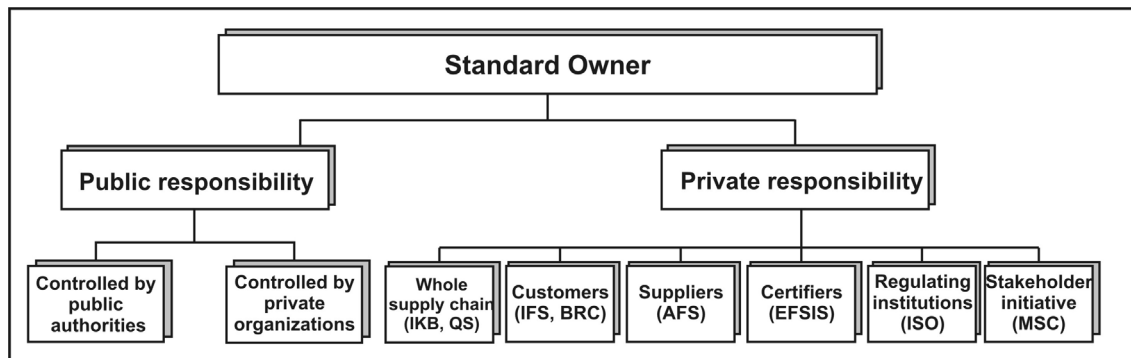 Standard Owner
Public responsibility
Private responsibility
Controlled by
public
authorities
Controlled by
private
organizations
Whole
supply chain
(IKB, QS)
Customers
(IFS, BRC)
Suppliers
(AFS)
Certifiers
(EFSIS)
Regulating
institutions
(ISO)
Stakeholder
initiative
(MSC)